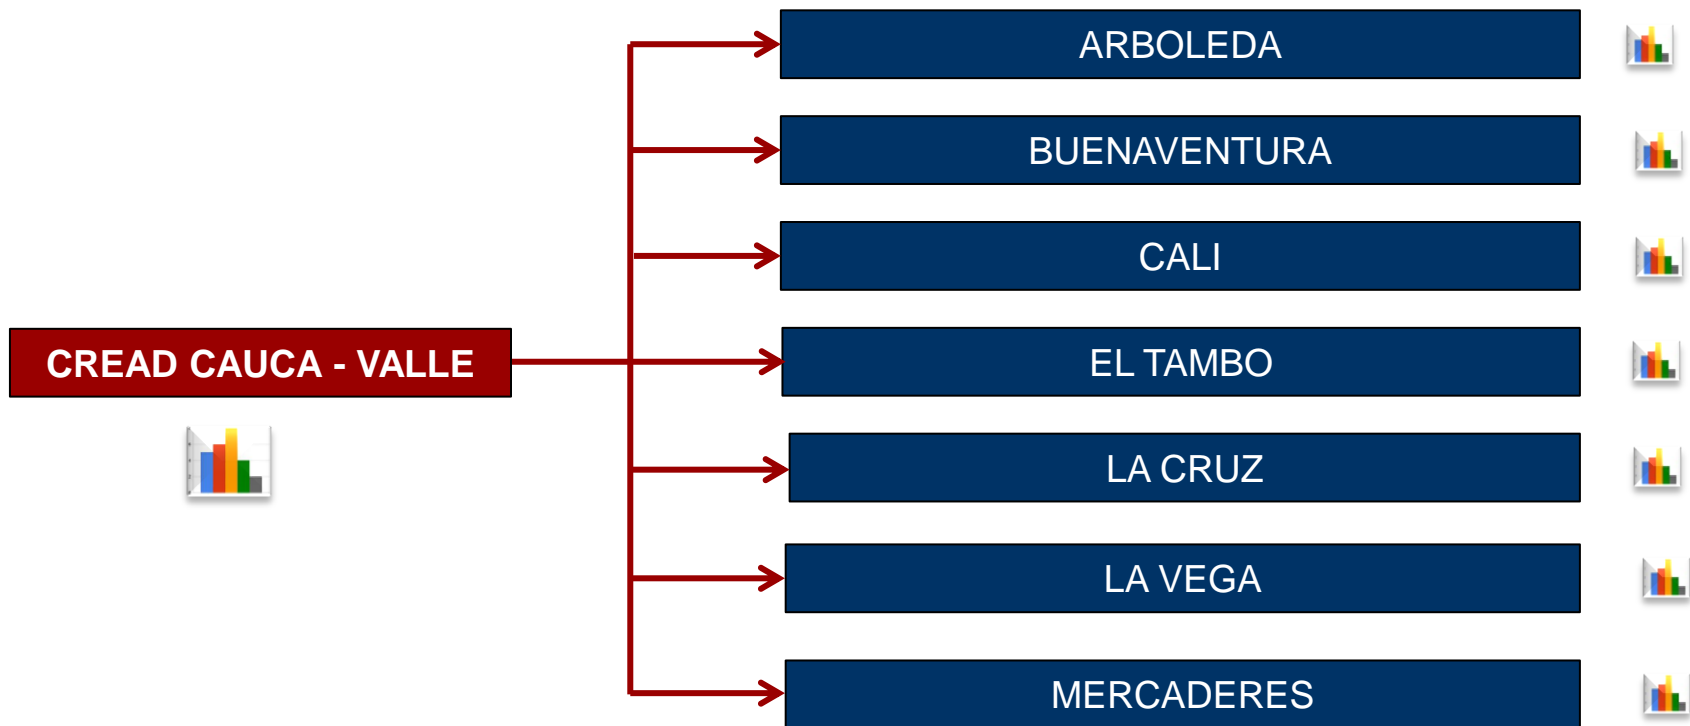 ARBOLEDA
BUENAVENTURA
CALI
CREAD CAUCA - VALLE
EL TAMBO
LA CRUZ
LA VEGA
MERCADERES